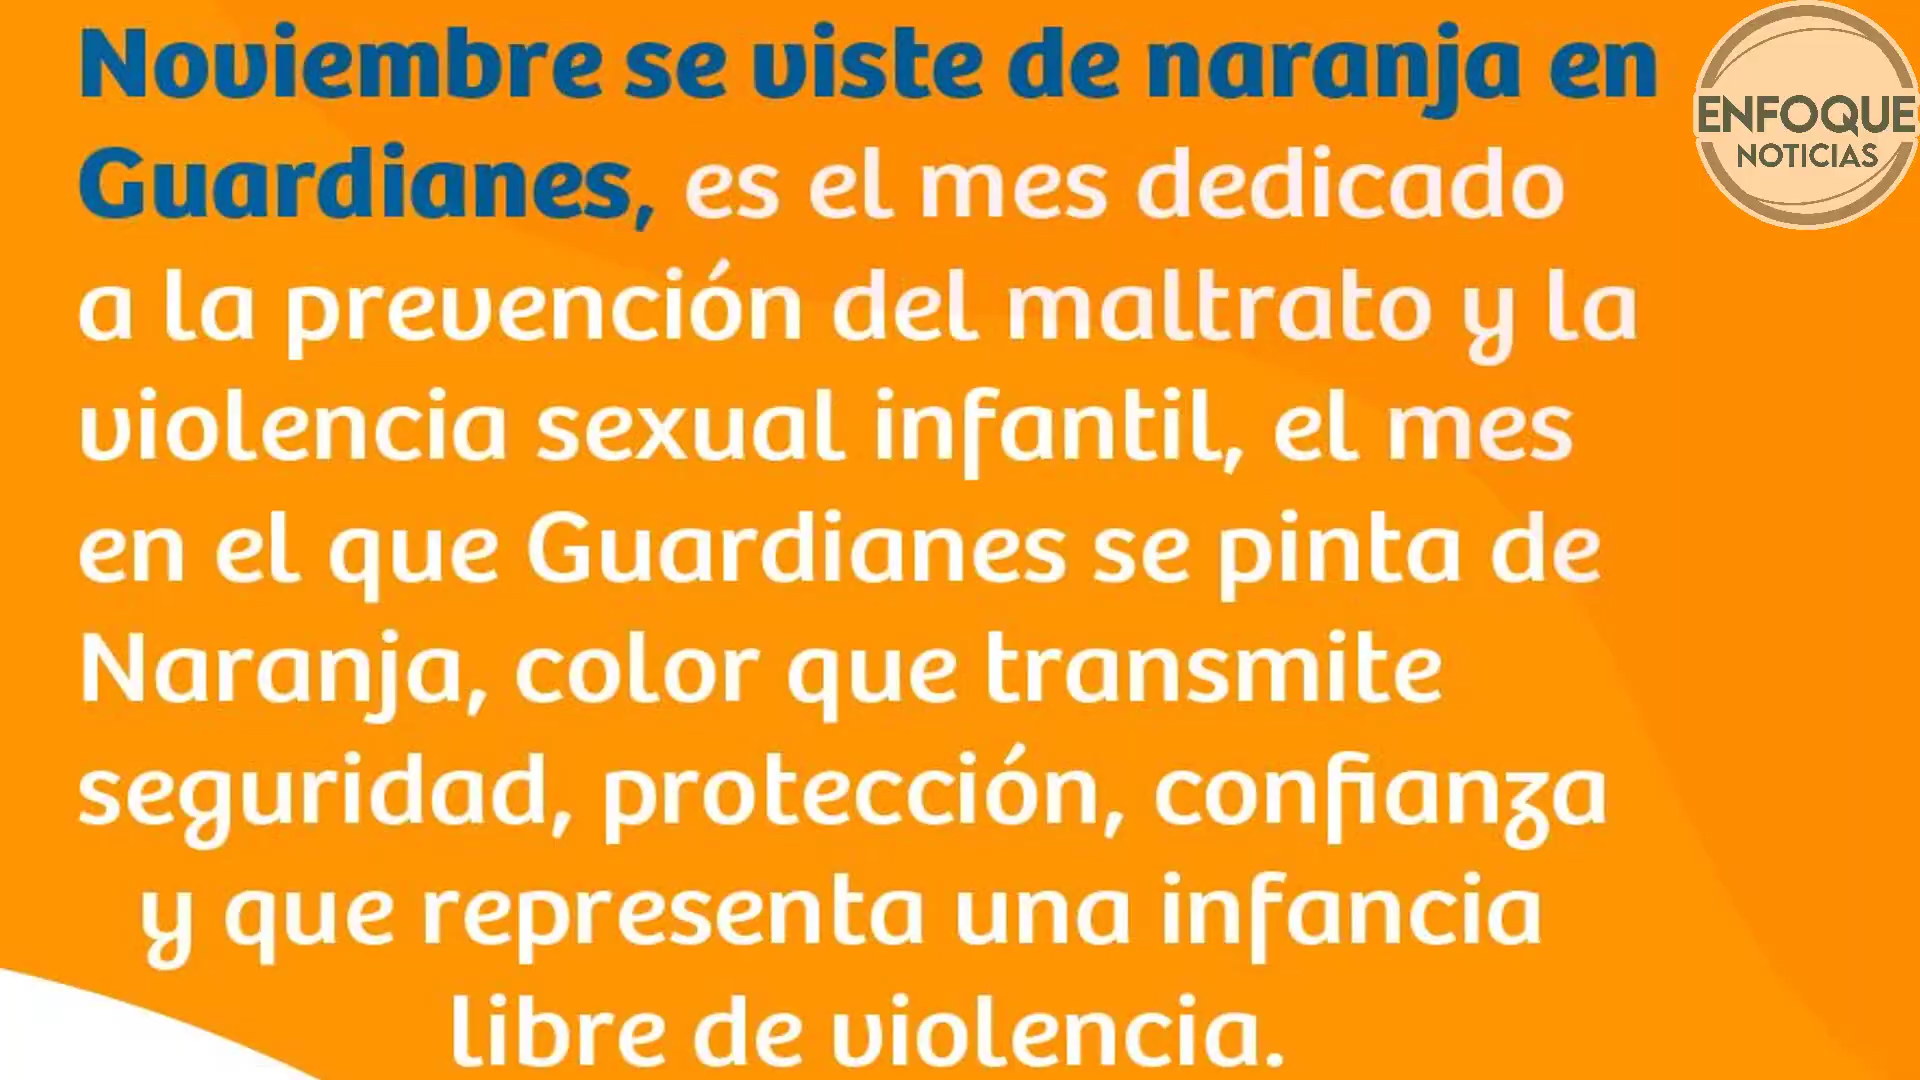 Noviembre se viste de naranja en
Guardianes, es el mes dedicado
a la prevención del maltrato y la
violencia sexual infantil, el mes
en el que Guardianes se pinta de
Naranja, color que transmite
seguridad, protección, confianza
y que representa una infancia
libre de violencia.
ENFOQUE
NOTICIAS